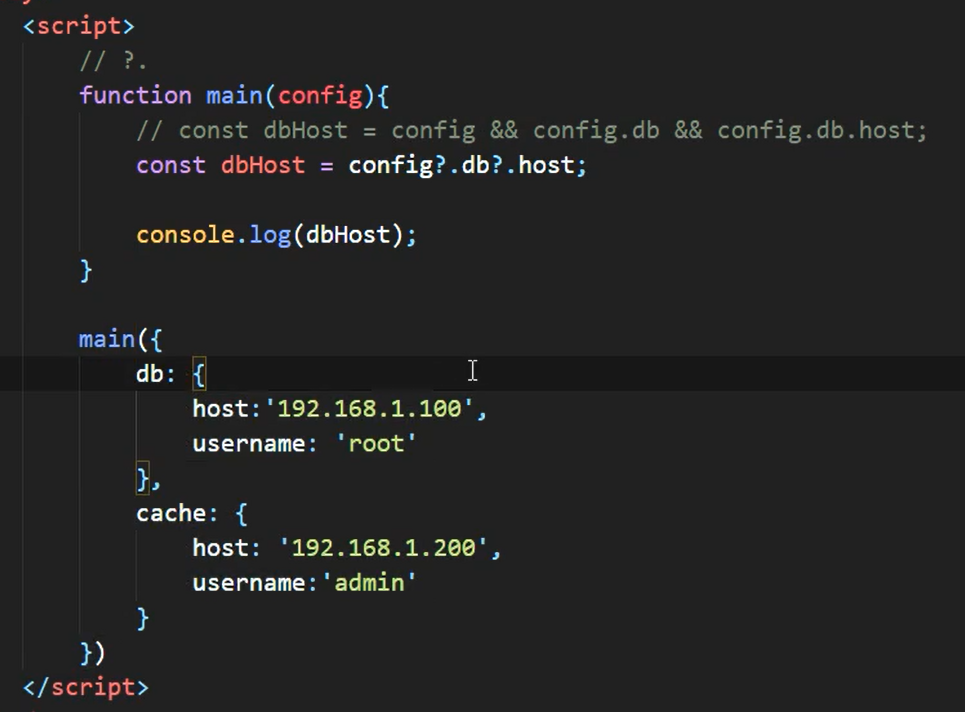 <script>
// ?.
function main(config){
// const dbHost = config && config.db && config.db.host;
const dbHost = config?.db?.host;
console.log(dbHost);
}
main({
db: {
host:'192.168.1.100',
username: 'root'
},
cache: {
host: '192.168.1.200',
username:'admin'
}
})
</script>